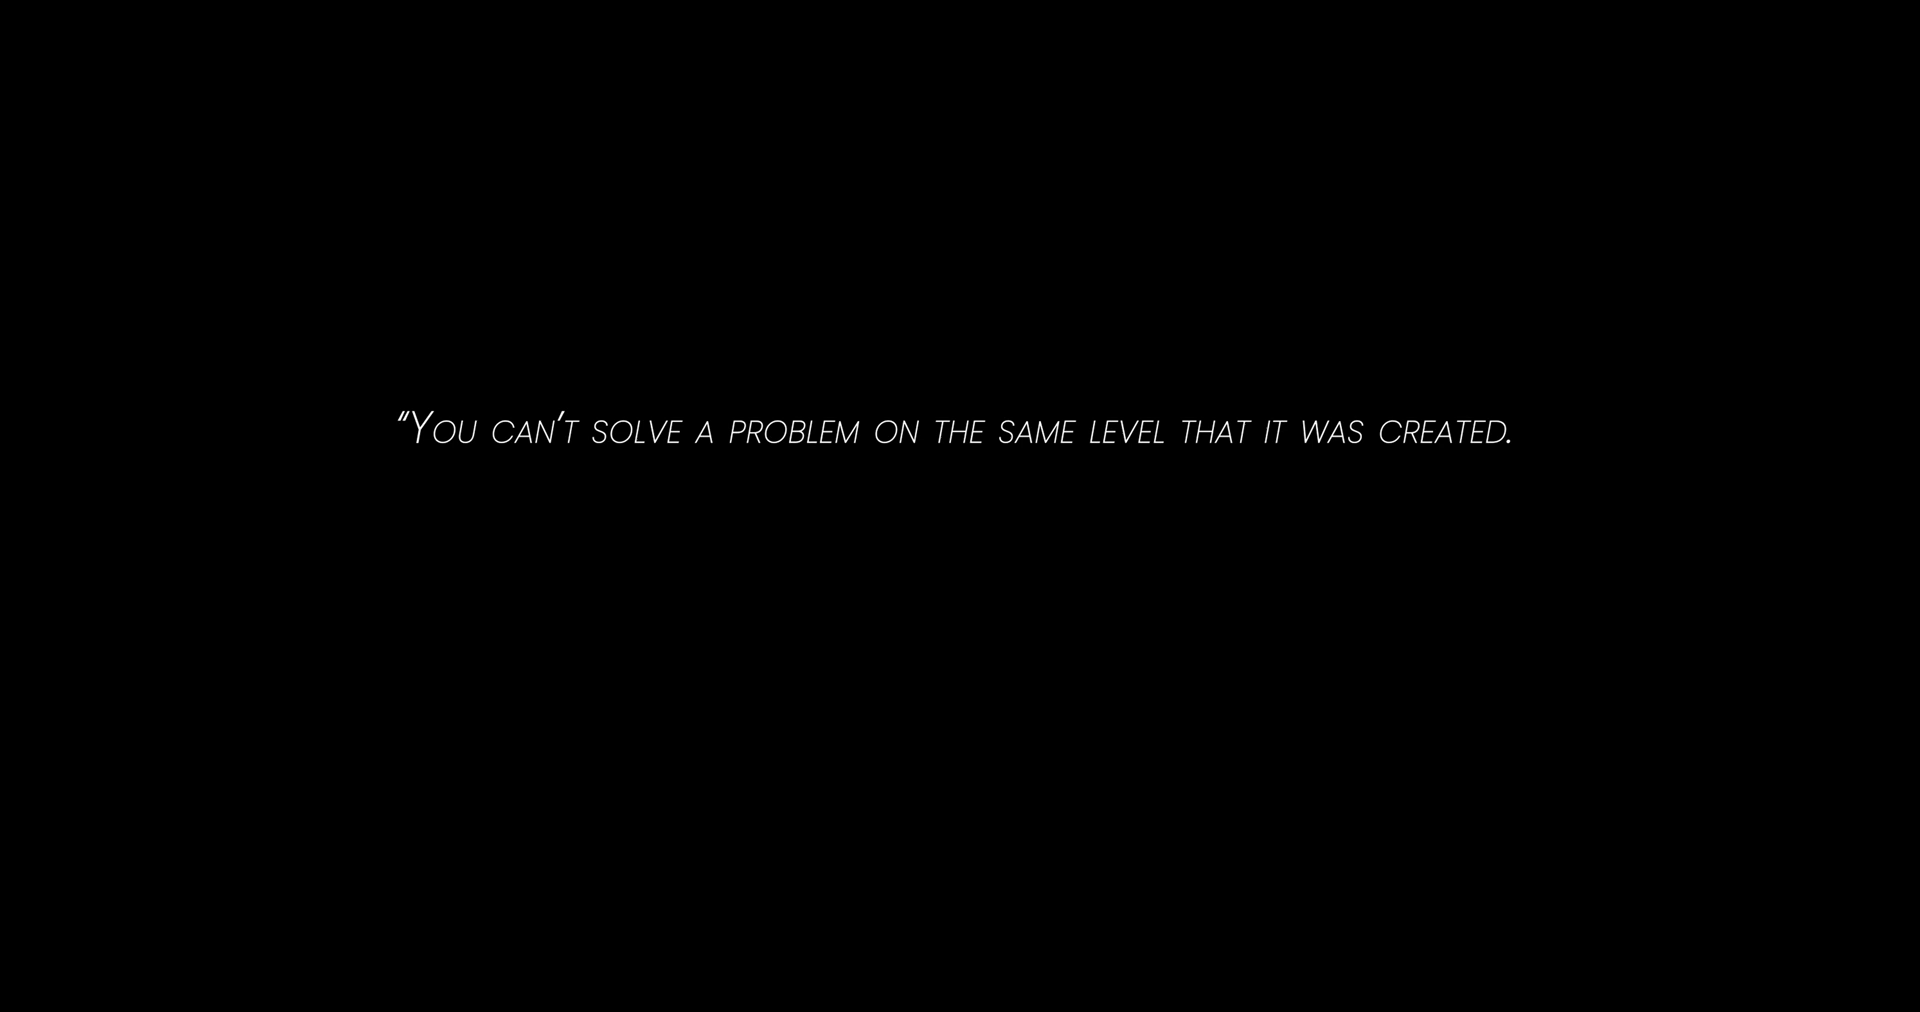 “You can’t solve a problem on the same level that it was created.